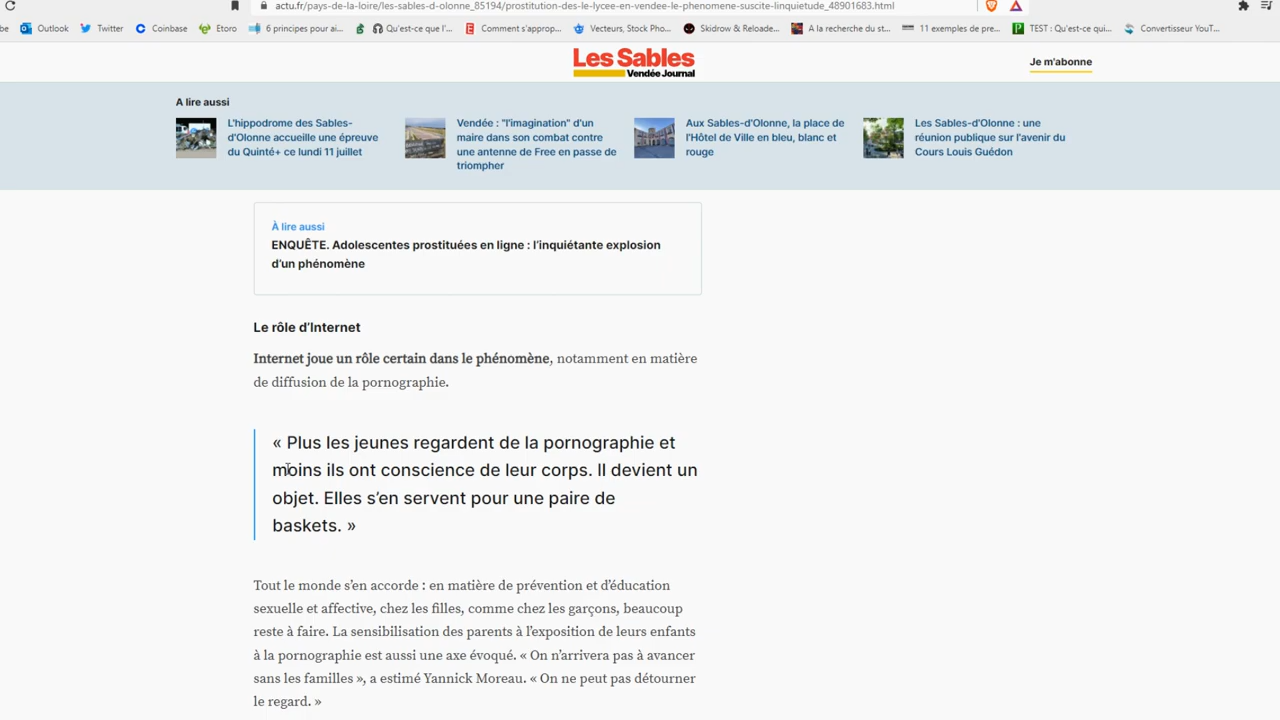 actu.fr/pays-de-la-loire/les-sables-d-olonne_85194/prostitution-des-le-lycee-en-vendee-le-phenomene-suscite-linquietude_48901683.html
be Outlook Twitter Coinbase Etoro 6 principes pour ai... Qu'est-ce que l'... Comment s'approp... Vecteurs, Stock Pho... Skidrow & Reloade... A la recherche du st... 11 exemples de pre... TEST : Qu'est-ce qui... Convertisseur YouT...
Les Sables
Vendée Journal
Je m'abonne
A lire aussi
L'hippodrome des Sables-
d'Olonne accueille une épreuve
du Quinté+ ce lundi 11 juillet
Vendée : "l'imagination" d'un
maire dans son combat contre
une antenne de Free en passe de
triompher
Aux Sables-d'Olonne, la place de
l'Hôtel de Ville en bleu, blanc et
rouge
Les Sables-d'Olonne : une
réunion publique sur l'avenir du
Cours Louis Guédon
À lire aussi
ENQUÊTE. Adolescentes prostituées en ligne : l'inquiétante explosion
d'un phénomène
Le rôle d'Internet
Internet joue un rôle certain dans le phénomène, notamment en matière
de diffusion de la pornographie.
« Plus les jeunes regardent de la pornographie et
moins ils ont conscience de leur corps. Il devient un
objet. Elles s'en servent pour une paire de
baskets. »
Tout le monde s'en accorde : en matière de prévention et d'éducation
sexuelle et affective, chez les filles, comme chez les garçons, beaucoup
reste à faire. La sensibilisation des parents à l'exposition de leurs enfants
à la pornographie est aussi une axe évoqué. « On n'arrivera pas à avancer
sans les familles », a estimé Yannick Moreau. « On ne peut pas détourner
le regard. »